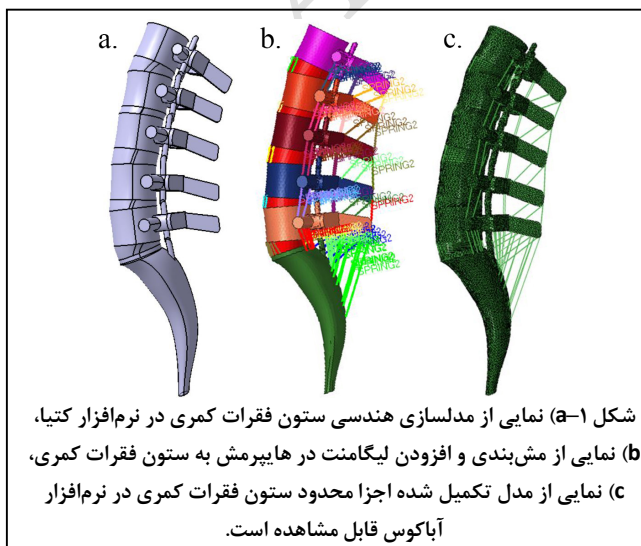 a.
b.
c.
SPRING2
شکل ۱–a) نمایی از مدلسازی هندسی ستون فقرات کمری در نرم‌افزار کتیا،
b) نمایی از مش‌بندی و افزودن لیگامنت در هایپرمش به ستون فقرات کمری،
c) نمایی از مدل تکمیل شده اجزا محدود ستون فقرات کمری در نرم‌افزار
آباکوس قابل مشاهده است.